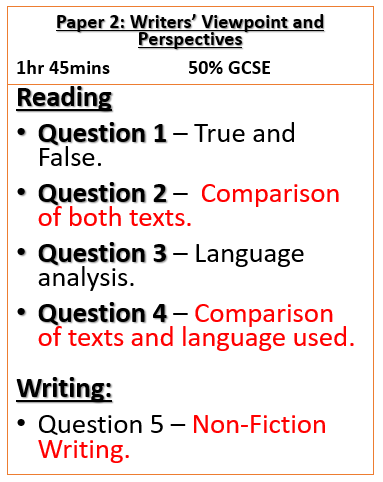 Paper 2: Writers’ Viewpoint and
Perspectives
1hr 45mins 50% GCSE
Reading
• Question 1 – True and
False.
• Question 2 – Comparison
of both texts.
• Question 3 – Language
analysis.
• Question 4 – Comparison
of texts and language used.
Writing:
• Question 5 – Non-Fiction
Writing.